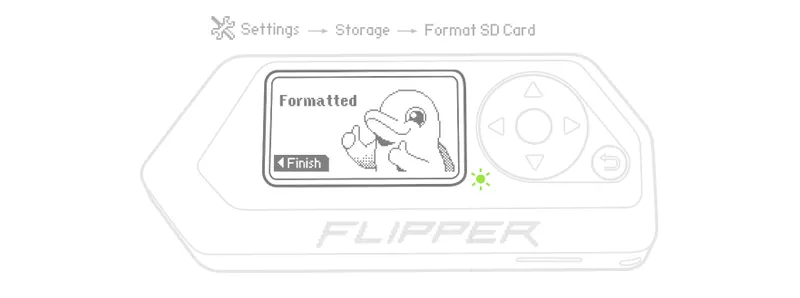 Settings → Storage → Format SD Card
Formatted
Finish
FLIPPER